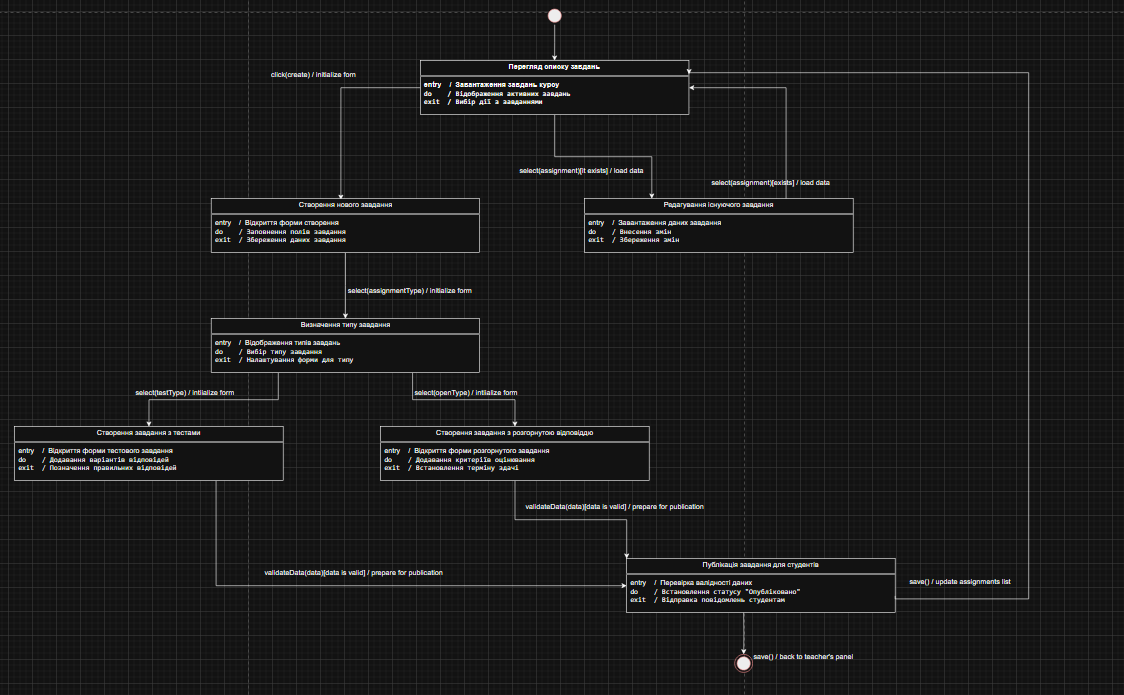 Перегляд списку завдань
entry / Завантаження завдань курсу
do / Відображення активних завдань
exit / Вибір дії з завданнями
click(create) / initialize form
select(assignment)[it exists] / load data
select(assignment)[exists] / load data
Створення нового завдання
entry / Відкриття форми створення
do / Заповнення полів завдання
exit / Збереження даних завдання
Редагування існуючого завдання
entry / Завантаження даних завдання
do / Внесення змін
exit / Збереження змін
select(assignmentType) / initialize form
Визначення типу завдання
entry / Відображення типів завдань
do / Вибір типу завдання
exit / Налаштування форми для типу
select(testType) / intilalize form
select(openType) / intilalize form
Створення завдання з тестами
entry / Відкриття форми тестового завдання
do / Додавання варіантів відповідей
exit / Позначення правильних відповідей
Створення завдання з розгорнутою відповіддю
entry / Відкриття форми розгорнутого завдання
do / Додавання критеріїв оцінювання
exit / Встановлення терміну здачі
validateData(data)[data is valid] / prepare for publication
validateData(data)[data is valid] / prepare for publication
Публікація завдання для студентів
entry / Перевірка валідності даних
do / Встановлення статусу "Опубліковано"
exit / Відправка повідомлень студентам
save() / update assignments list
save() / back to teacher's panel